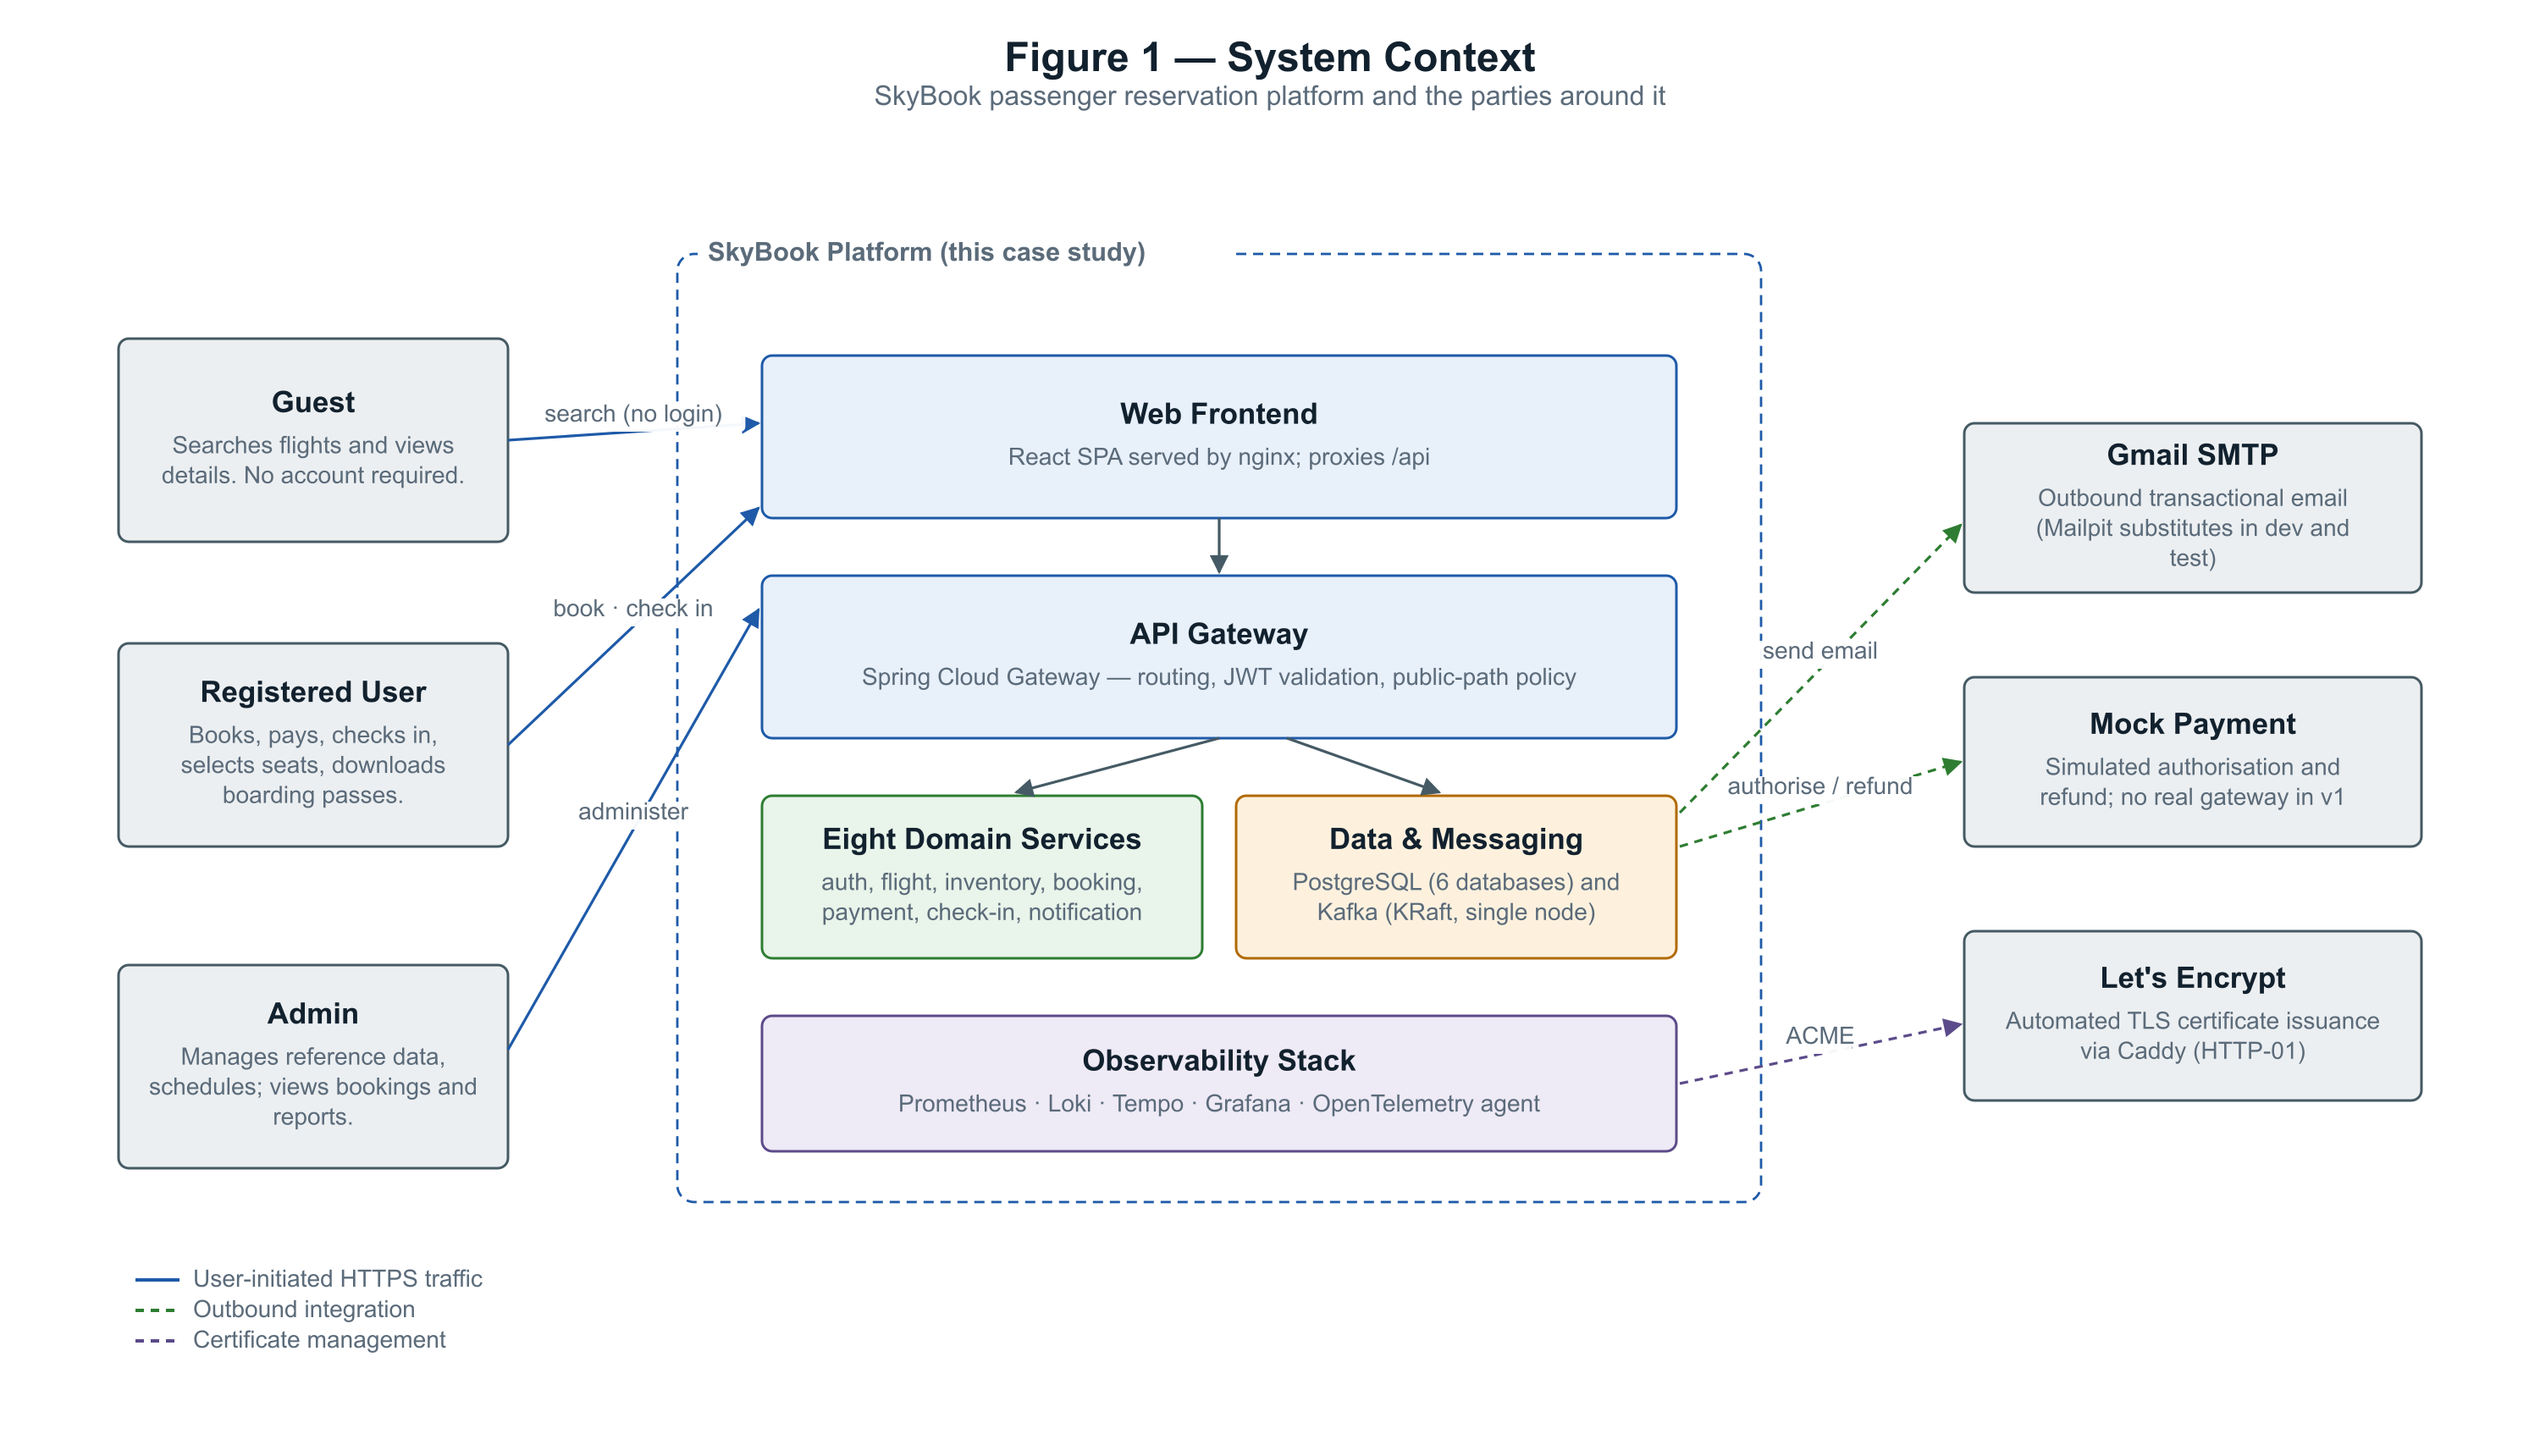 Figure 1 — System Context
SkyBook passenger reservation platform and the parties around it
SkyBook Platform (this case study)
Guest
Searches flights and views
details. No account required.
search (no login)
Registered User
Books, pays, checks in,
selects seats, downloads
boarding passes.
book · check in
Admin
Manages reference data,
schedules; views bookings and
reports.
administer
Web Frontend
React SPA served by nginx; proxies /api
API Gateway
Spring Cloud Gateway — routing, JWT validation, public-path policy
Eight Domain Services
auth, flight, inventory, booking,
payment, check-in, notification
Data & Messaging
PostgreSQL (6 databases) and
Kafka (KRaft, single node)
Observability Stack
Prometheus · Loki · Tempo · Grafana · OpenTelemetry agent
send email
authorise / refund
ACME
Gmail SMTP
Outbound transactional email
(Mailpit substitutes in dev and
test)
Mock Payment
Simulated authorisation and
refund; no real gateway in v1
Let's Encrypt
Automated TLS certificate issuance
via Caddy (HTTP-01)
User-initiated HTTPS traffic
Outbound integration
Certificate management